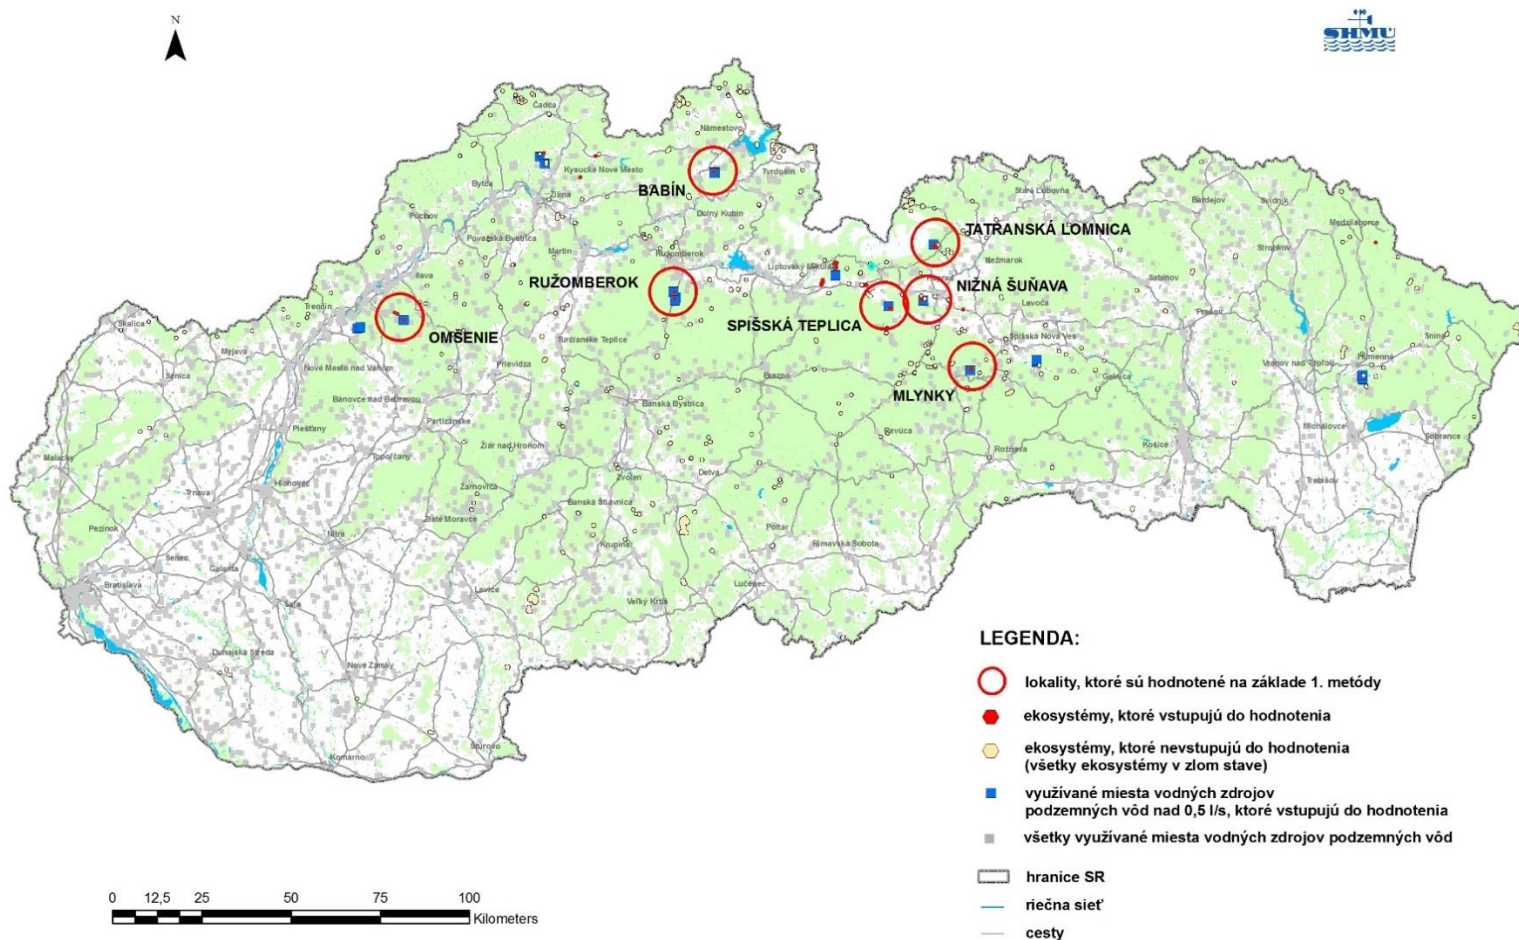 N
SHMÚ
Čadca
Námestovo
Kysucké Nové Mesto
Tvrdošín
BABÍN
Bytča
Žilina
Stará Ľubovňa
Bardejov
Svidník
Dolný Kubín
Púchov
Medzilaborce
TATRANSKÁ LOMNICA
Považská Bystrica
Stropkov
Martin
Ružomberok
Kežmarok
Liptovský Mikuláš
Ilava
Sabinov
RUŽOMBEROK
NIŽNÁ ŠUŇAVA
Levoča
Trenčín
Prešov
Skalica
SPIŠSKÁ TEPLICA
OMŠENIE
Snina
Turčianske Teplice
Spišská Nová Ves
Myjava
Humenné
Nové Mesto nad Váhom
Prievidza
Vranov nad Topľou
Senica
Brezno
Gelnica
MLYNKY
Bánovce nad Bebravou
Banská Bystrica
Partizánske
Michalovce
Piešťany
Revúca
Sobrance
Žiar nad Hronom
Košice
Rožňava
Malacky
Topoľčany
Zvolen
Detva
Hlohovec
Trebišov
Žarnovica
Trnava
Banská Štiavnica
Zlaté Moravce
Pezinok
Poltár
Nitra
Krupina
Rimavská Sobota
Senec
Galanta
Bratislava
Lučenec
Levice
Veľký Krtíš
Šaľa
Dunajská Streda
Nové Zámky
Štúrovo
Komárno
LEGENDA:
lokality, ktoré sú hodnotené na základe 1. metódy
ekosystémy, ktoré vstupujú do hodnotenia
ekosystémy, ktoré nevstupujú do hodnotenia
(všetky ekosystémy v zlom stave)
využívané miesta vodných zdrojov
podzemných vôd nad 0,5 l/s, ktoré vstupujú do hodnotenia
všetky využívané miesta vodných zdrojov podzemných vôd
hranice SR
riečna sieť
cesty
0 12,5 25 50 75 100
Kilometers